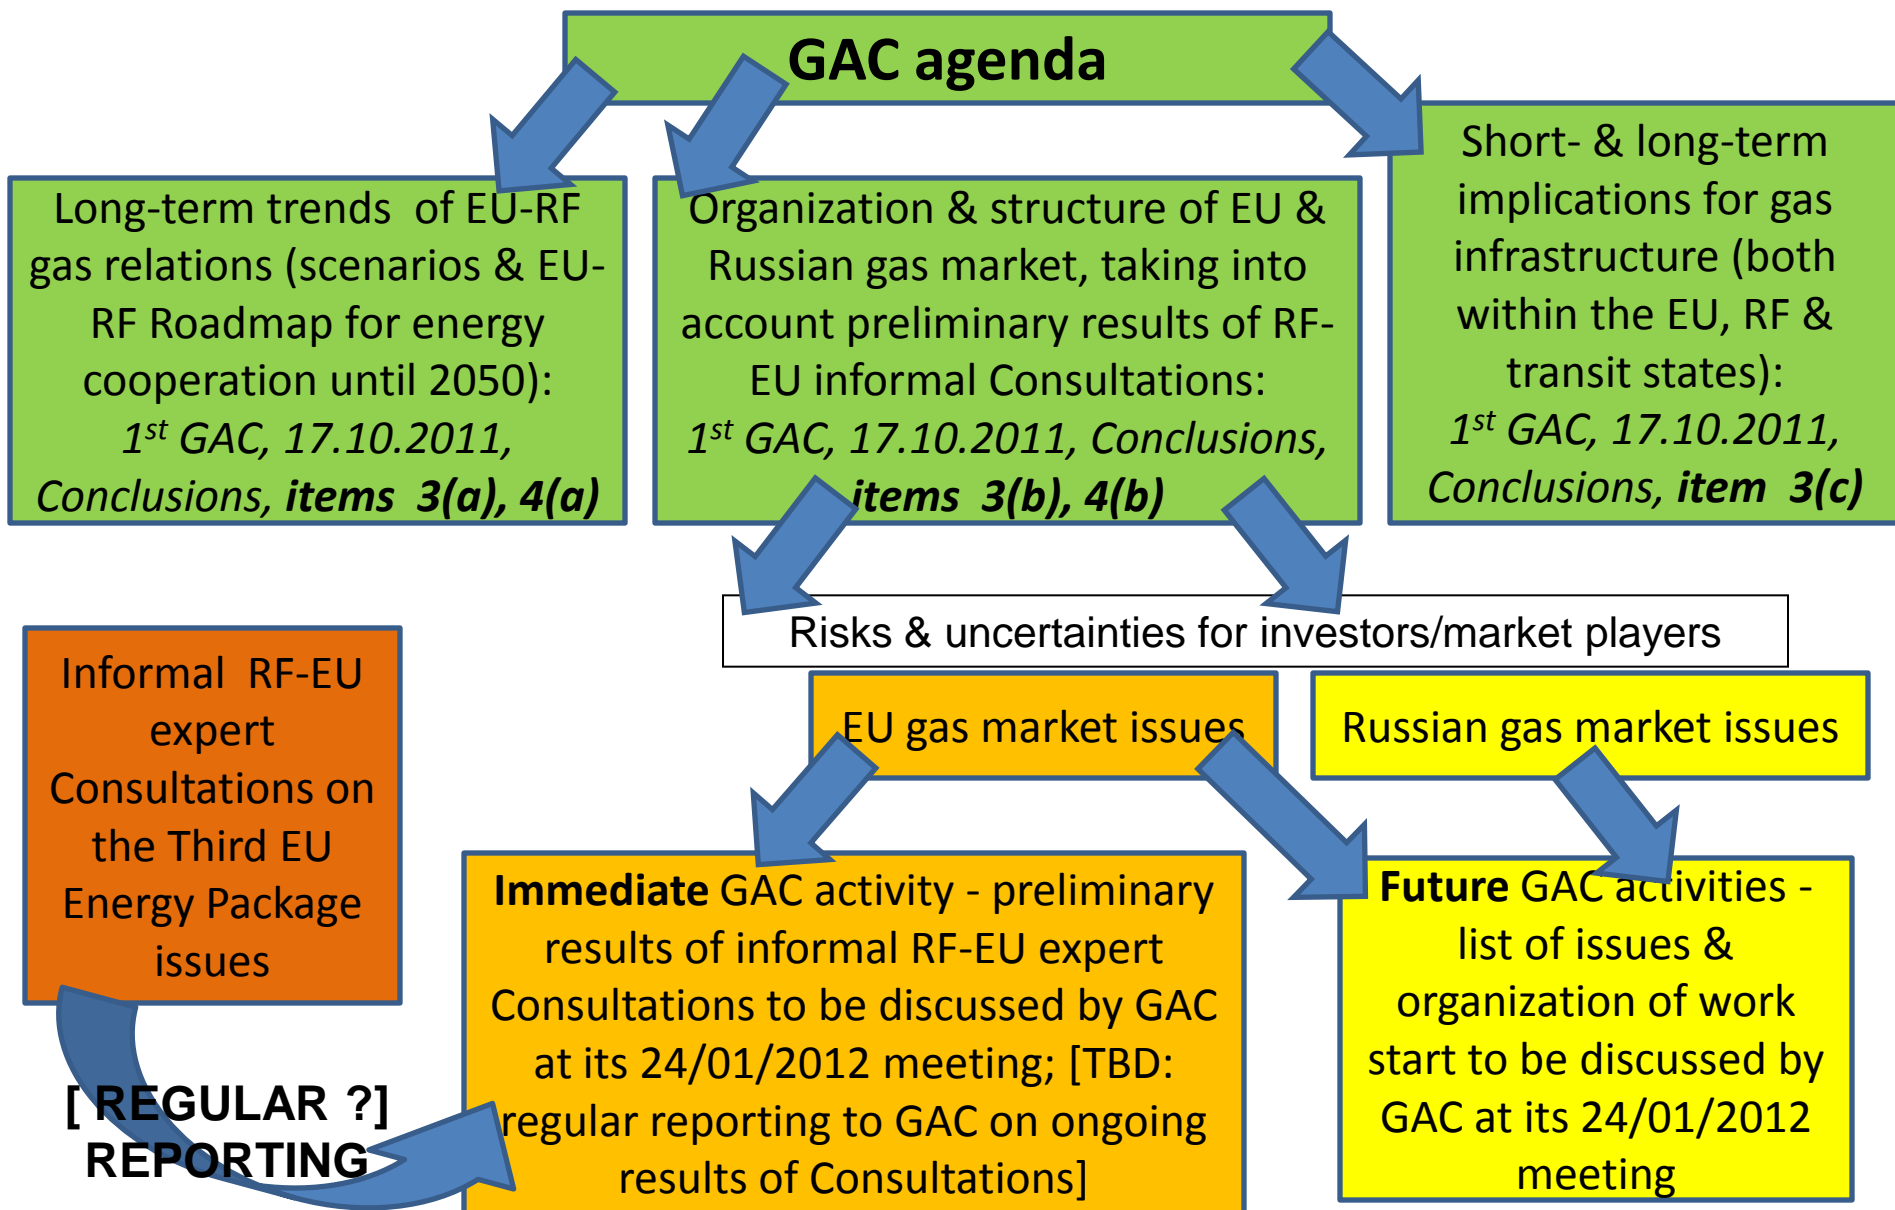 GAC agenda
Long-term trends of EU-RF
gas relations (scenarios & EU-
RF Roadmap for energy
cooperation until 2050):
1st GAC, 17.10.2011,
Conclusions, items 3(a), 4(a)
Organization & structure of EU &
Russian gas market, taking into
account preliminary results of RF-
EU informal Consultations:
1st GAC, 17.10.2011, Conclusions,
items 3(b), 4(b)
Short- & long-term
implications for gas
infrastructure (both
within the EU, RF &
transit states):
1st GAC, 17.10.2011,
Conclusions, item 3(c)
Risks & uncertainties for investors/market players
EU gas market issues
Russian gas market issues
Informal RF-EU
expert
Consultations on
the Third EU
Energy Package
issues
[ REGULAR ?]
REPORTING
Immediate GAC activity - preliminary
results of informal RF-EU expert
Consultations to be discussed by GAC
at its 24/01/2012 meeting; [TBD:
regular reporting to GAC on ongoing
results of Consultations]
Future GAC activities -
list of issues &
organization of work
start to be discussed by
GAC at its 24/01/2012
meeting